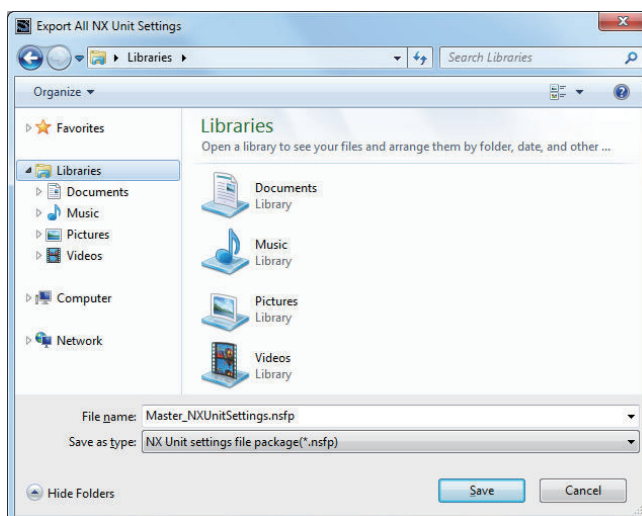 Export All NX Unit Settings
Libraries
Search Libraries
Organize
Favorites
Libraries
Documents
Music
Pictures
Videos
Computer
Network
Libraries
Open a library to see your files and arrange them by folder, date, and other ...
Documents
Library
Music
Library
Pictures
Library
Videos
Library
File name: Master_NXUnitSettings.nsfp
Save as type: NX Unit settings file package(*.nsfp)
Hide Folders
Save
Cancel